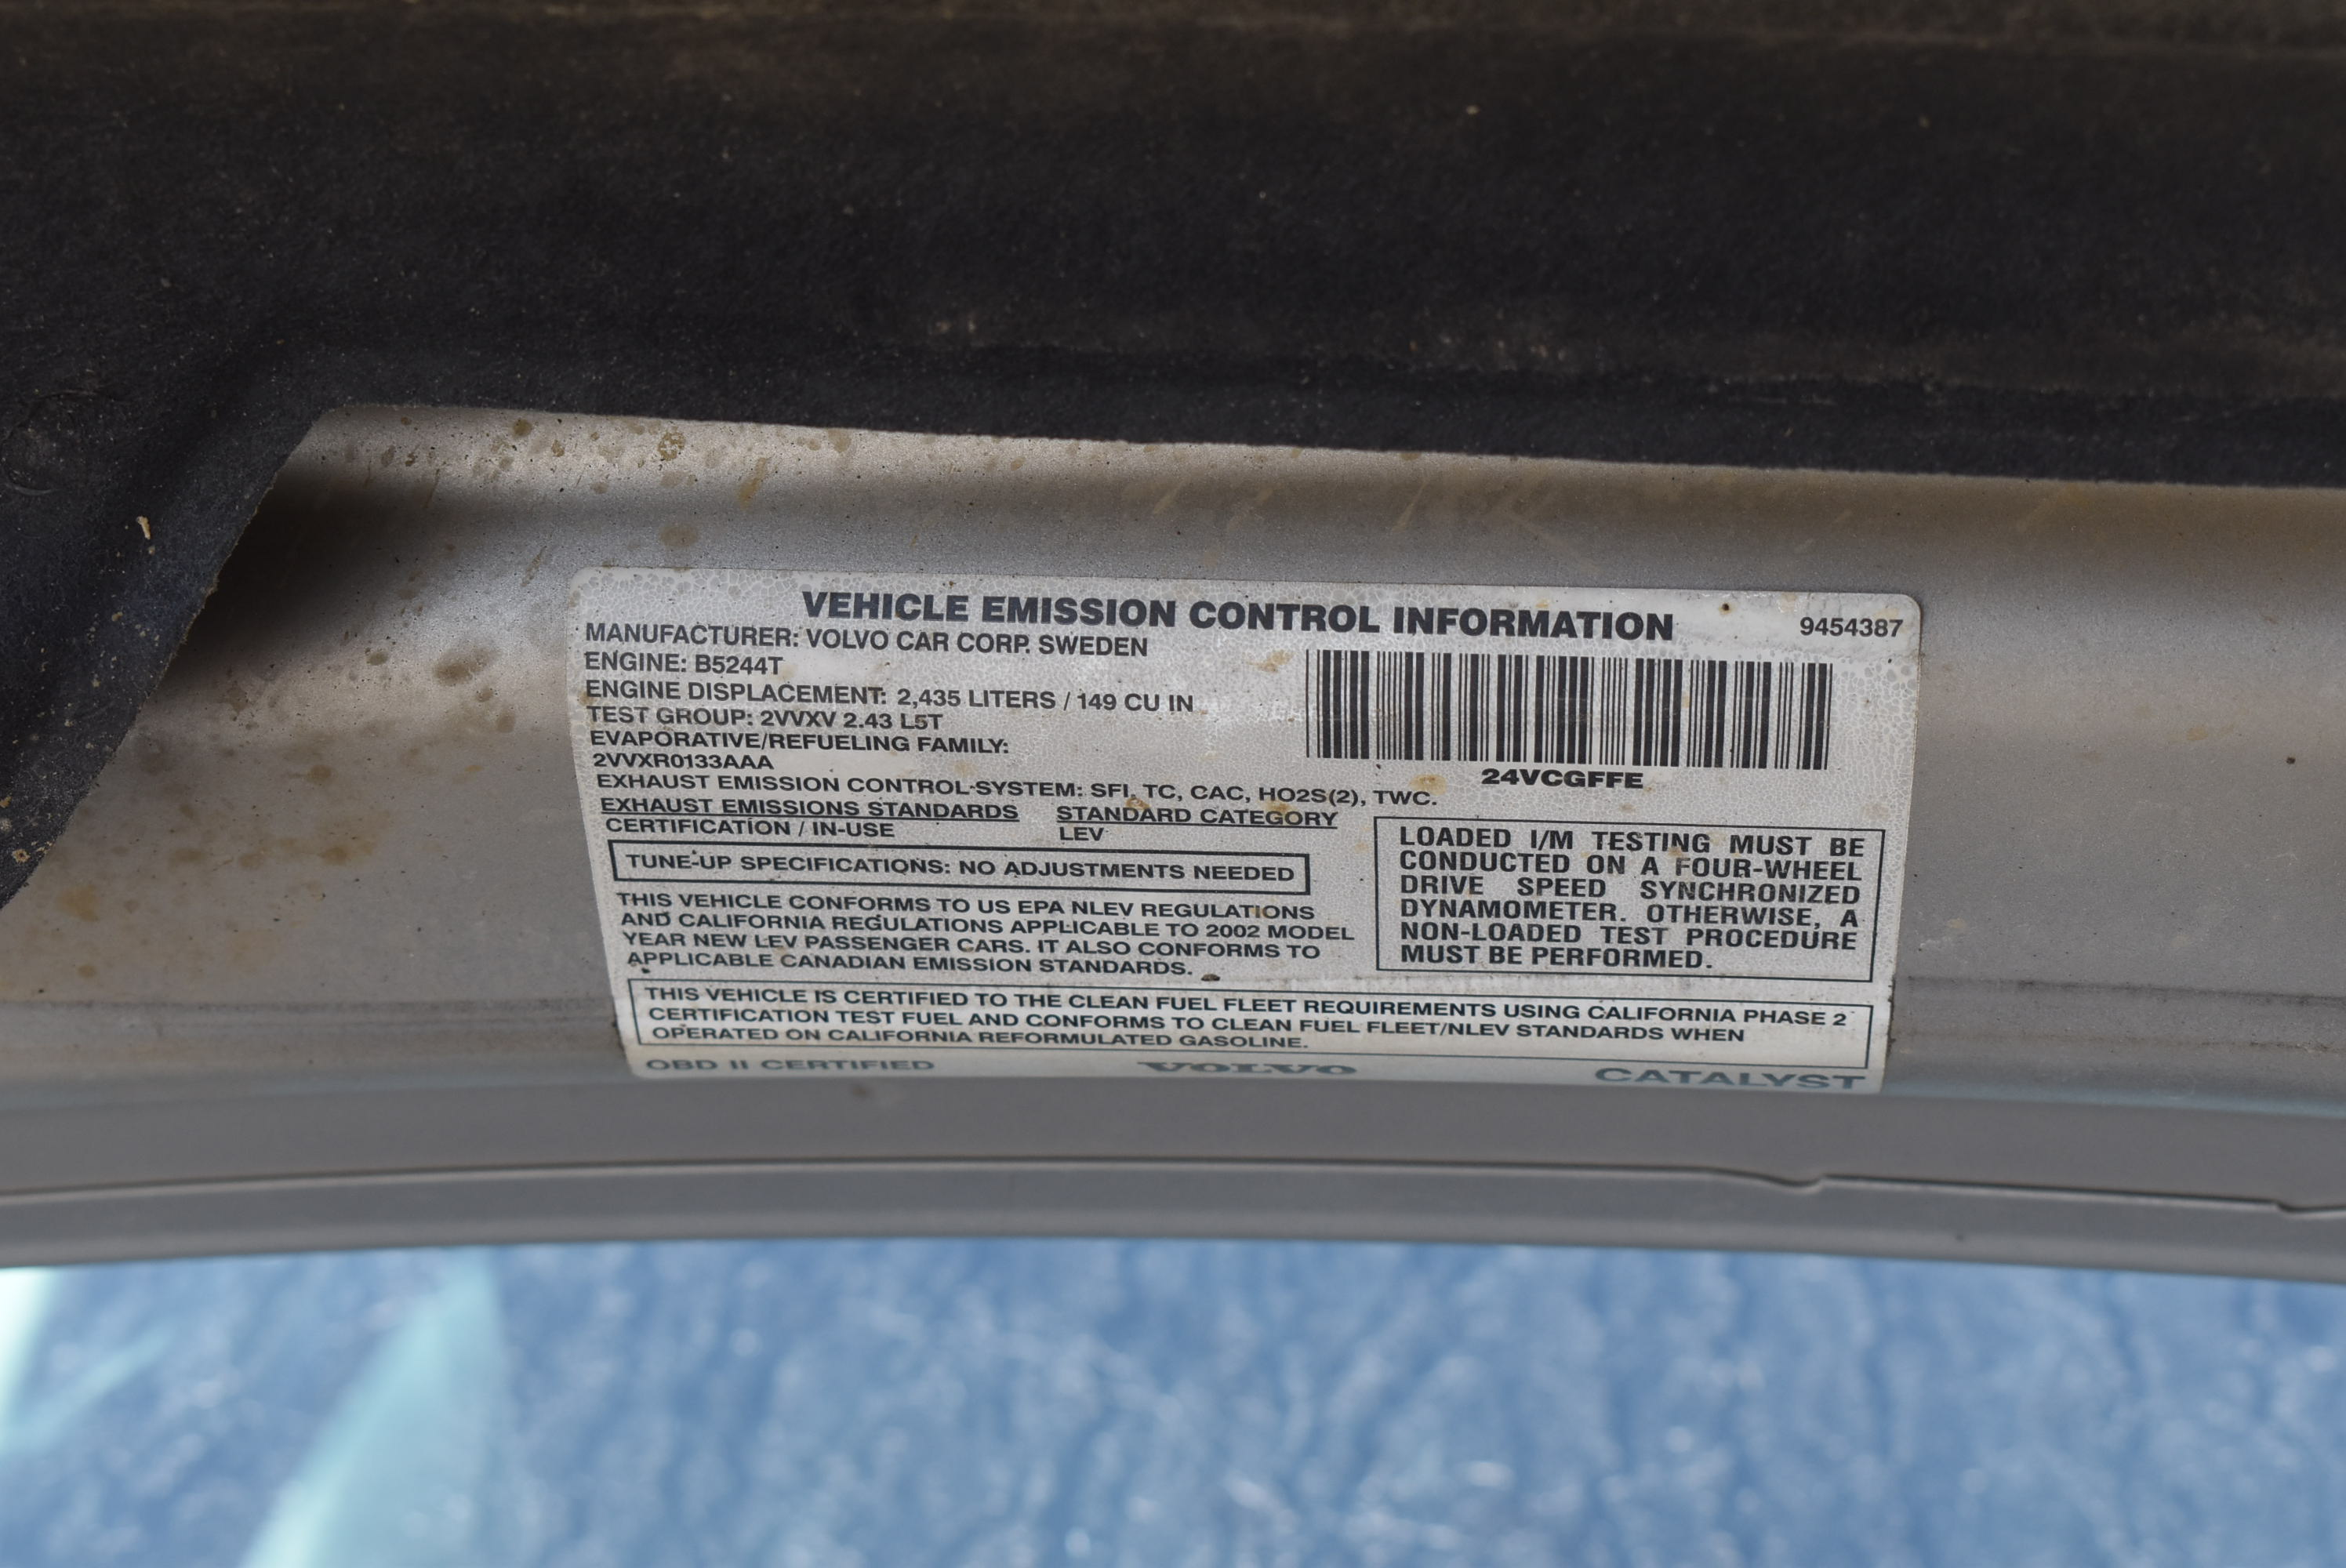 VEHICLE EMISSION CONTROL INFORMATION
9454387
MANUFACTURER: VOLVO CAR CORP. SWEDEN
ENGINE: B5244T
ENGINE DISPLACEMENT: 2,435 LITERS / 149 CU IN
TEST GROUP: 2VVXV 2.43 L5T
EVAPORATIVE/REFUELING FAMILY:
2VVXR0133AAA
24VCGFFE
EXHAUST EMISSION CONTROL-SYSTEM: SFI, TC, CAC, HO2S(2), TWC.
EXHAUST EMISSIONS STANDARDS STANDARD CATEGORY
CERTIFICATION / IN-USE LEV
TUNE-UP SPECIFICATIONS: NO ADJUSTMENTS NEEDED
THIS VEHICLE CONFORMS TO US EPA NLEV REGULATIONS
AND CALIFORNIA REGULATIONS APPLICABLE TO 2002 MODEL
YEAR NEW LEV PASSENGER CARS. IT ALSO CONFORMS TO
APPLICABLE CANADIAN EMISSION STANDARDS.
LOADED I/M TESTING MUST BE
CONDUCTED ON A FOUR-WHEEL
DRIVE SPEED SYNCHRONIZED
DYNAMOMETER. OTHERWISE, A
NON-LOADED TEST PROCEDURE
MUST BE PERFORMED.
THIS VEHICLE IS CERTIFIED TO THE CLEAN FUEL FLEET REQUIREMENTS USING CALIFORNIA PHASE 2
CERTIFICATION TEST FUEL AND CONFORMS TO CLEAN FUEL FLEET/NLEV STANDARDS WHEN
OPERATED ON CALIFORNIA REFORMULATED GASOLINE.
OBD II CERTIFIED VOLVO CATALYST